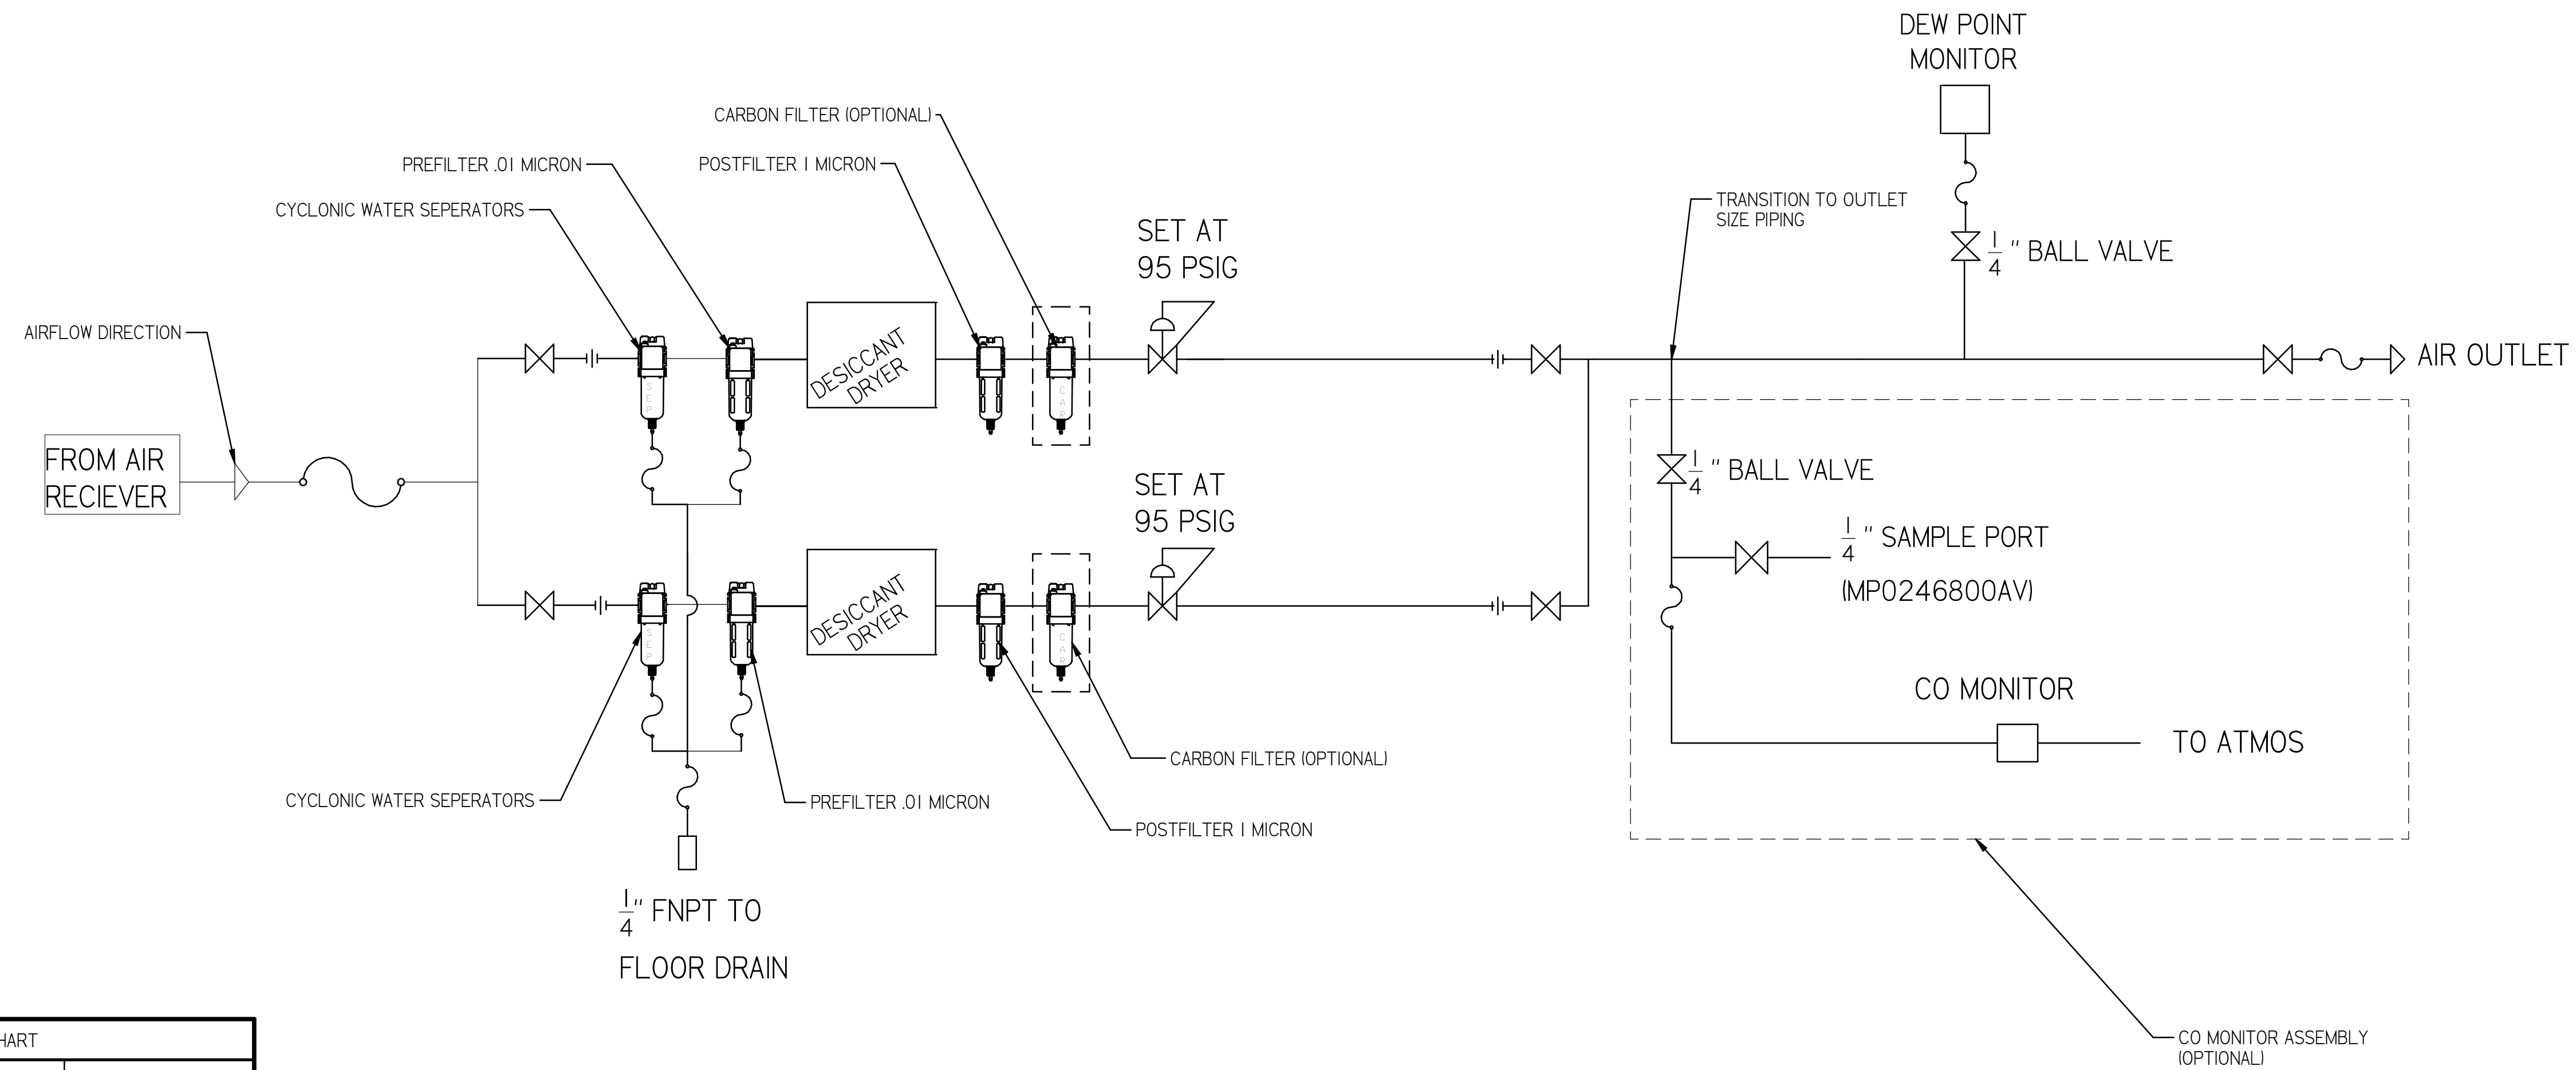 DEW POINT
MONITOR
CARBON FILTER (OPTIONAL)
PREFILTER .01 MICRON
POSTFILTER 1 MICRON
CYCLONIC WATER SEPERATORS
TRANSITION TO OUTLET
SIZE PIPING
SET AT
95 PSIG
1/4 " BALL VALVE
AIRFLOW DIRECTION
DESICCANT
DRYER
AIR OUTLET
SEP
CAR
FROM AIR
RECIEVER
1/4 " BALL VALVE
SET AT
95 PSIG
1/4 " SAMPLE PORT
(MP0246800AV)
DESICCANT
DRYER
SEP
CAR
CO MONITOR
TO ATMOS
CARBON FILTER (OPTIONAL)
CYCLONIC WATER SEPERATORS
PREFILTER .01 MICRON
POSTFILTER 1 MICRON
1/4" FNPT TO
FLOOR DRAIN
CO MONITOR ASSEMBLY
(OPTIONAL)